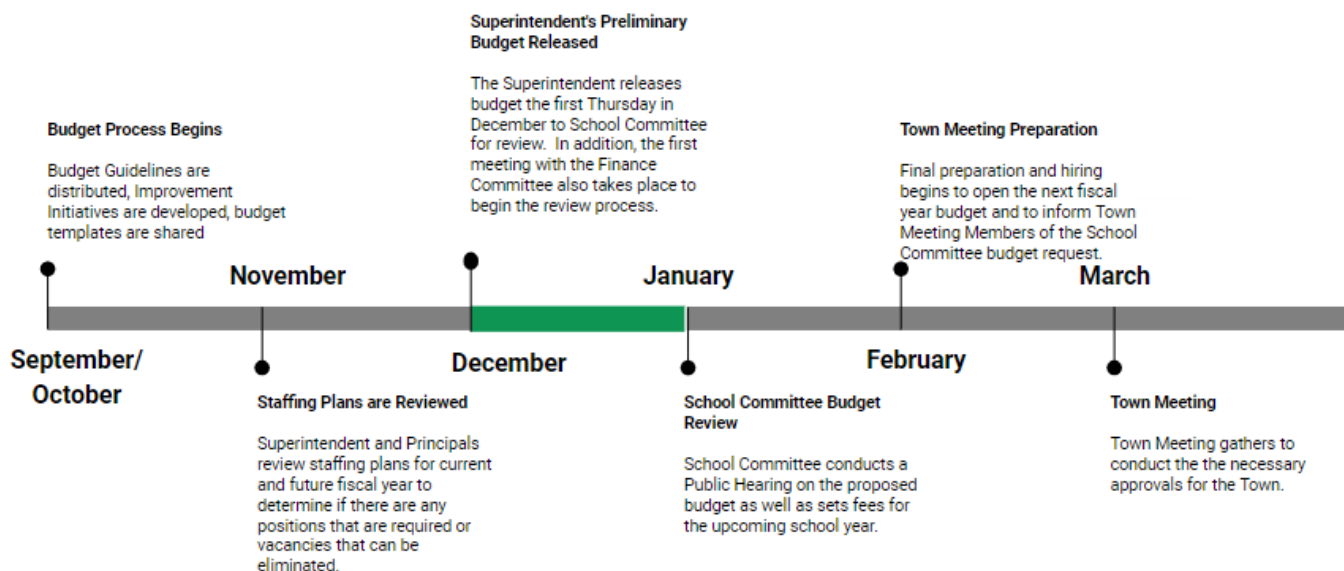 Superintendent's Preliminary
Budget Released
The Superintendent releases
budget the first Thursday in
December to School Committee
for review.  In addition, the first
meeting with the Finance
Committee also takes place to
begin the review process.
Budget Process Begins
Budget Guidelines are
distributed, Improvement
Initiatives are developed, budget
templates are shared
Town Meeting Preparation
Final preparation and hiring
begins to open the next fiscal
year budget and to inform Town
Meeting Members of the School
Committee budget request.
November
January
March
September/
October
December
February
Staffing Plans are Reviewed
Superintendent and Principals
review staffing plans for current
and future fiscal year to
determine if there are any
positions that are required or
vacancies that can be
eliminated.
School Committee Budget
Review
School Committee conducts a
Public Hearing on the proposed
budget as well as sets fees for
the upcoming school year.
Town Meeting
Town Meeting gathers to
conduct the the necessary
approvals for the Town.